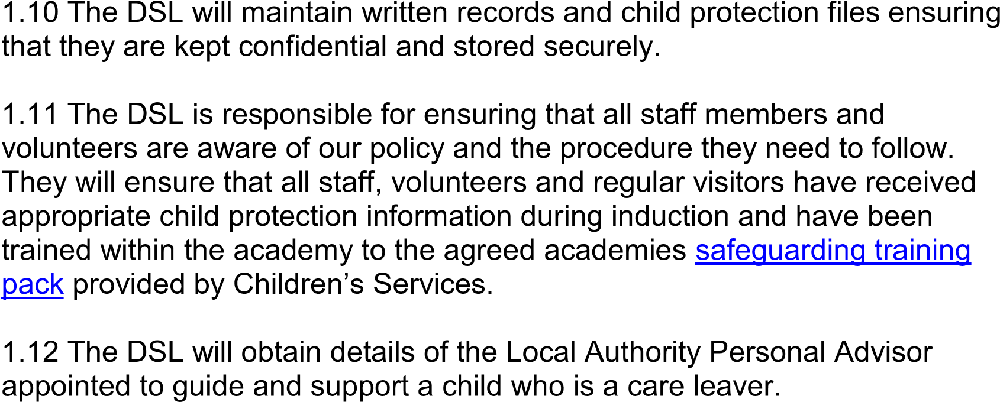 1.10 The DSL will maintain written records and child protection files ensuring
that they are kept confidential and stored securely.
1.11 The DSL is responsible for ensuring that all staff members and
volunteers are aware of our policy and the procedure they need to follow.
They will ensure that all staff, volunteers and regular visitors have received
appropriate child protection information during induction and have been
trained within the academy to the agreed academies safeguarding training
pack provided by Children’s Services.
1.12 The DSL will obtain details of the Local Authority Personal Advisor
appointed to guide and support a child who is a care leaver.